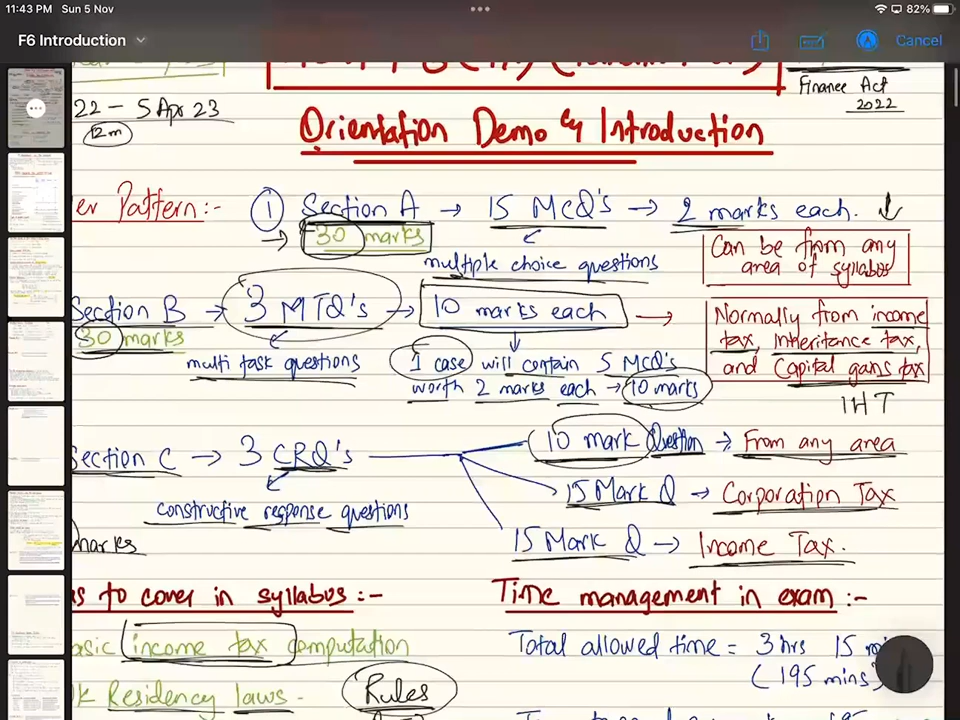 11:43 PM Sun 5 Nov
82%
F6 Introduction
Cancel
Finance Act
2022
22 - 5 Apr 23
12m
Orientation Demo & Introduction
er Pattern:-
① Section A → 15 MCQ's → 2 marks each. ↓
→ 30 marks
multiple choice questions
Can be from any
area of syllabus
Section B → 3 MTQ's → 10 marks each →
30 marks
multi task questions
1 case will contain 5 MCQ's
worth 2 marks each → 10 marks
Normally from income
tax, Inheritance tax,
and Capital gains tax
IHT
Section C → 3 CRQ's
constructive response questions
10 mark Question → From any area
15 Mark Q → Corporation Tax
15 Mark Q → Income Tax.
marks
as to cover in syllabus :-
asic income tax computation
k Residency laws -
Rules
Time management in exam :-
Total allowed time = 3 hrs 15
(195 mins)